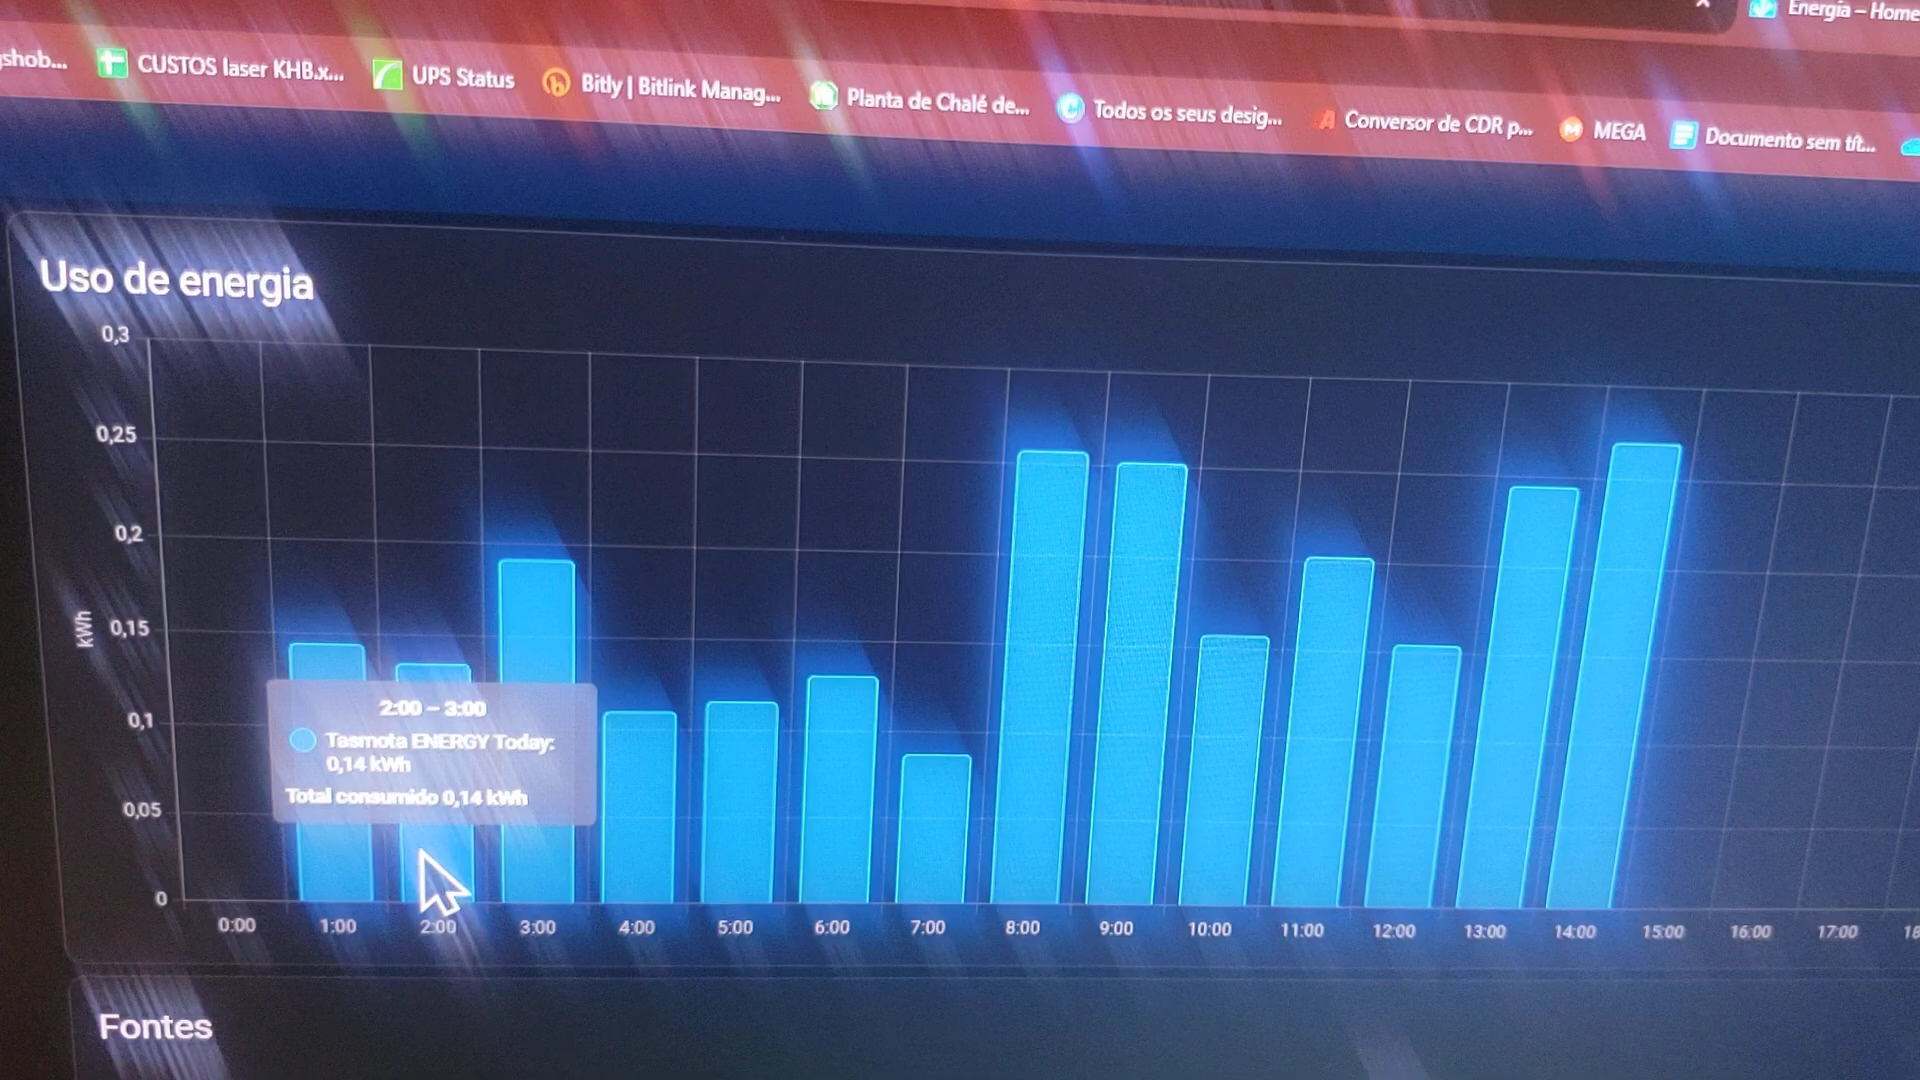 Energia – Home
shob...
CUSTOS laser KHB.x...
UPS Status
Bitly | Bitlink Manag...
Planta de Chalé de...
Todos os seus desig...
Conversor de CDR p...
MEGA
Documento sem tít...
Uso de energia
0,3
0,25
0,2
0,15
0,1
0,05
0
kWh
2:00 – 3:00
Tasmota ENERGY Today:
0,14 kWh
Total consumido 0,14 kWh
0:00 1:00 2:00 3:00 4:00 5:00 6:00 7:00 8:00 9:00 10:00 11:00 12:00 13:00 14:00 15:00 16:00 17:00 18
Fontes